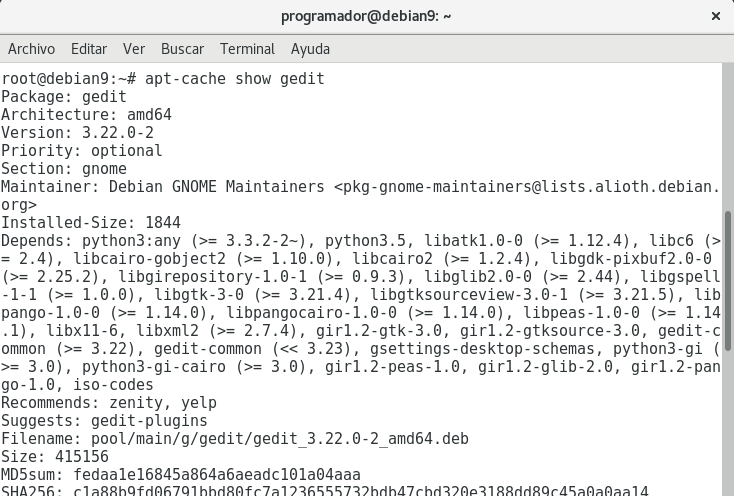 programador@debian9: ~
Archivo Editar Ver Buscar Terminal Ayuda
root@debian9:~# apt-cache show gedit
Package: gedit
Architecture: amd64
Version: 3.22.0-2
Priority: optional
Section: gnome
Maintainer: Debian GNOME Maintainers <pkg-gnome-maintainers@lists.alioth.debian.
org>
Installed-Size: 1844
Depends: python3:any (>= 3.3.2-2~), python3.5, libatk1.0-0 (>= 1.12.4), libc6 (>
= 2.4), libcairo-gobject2 (>= 1.10.0), libcairo2 (>= 1.2.4), libgdk-pixbuf2.0-0
(>= 2.25.2), libgirepository-1.0-1 (>= 0.9.3), libglib2.0-0 (>= 2.44), libgspell
-1-1 (>= 1.0.0), libgtk-3-0 (>= 3.21.4), libgtksourceview-3.0-1 (>= 3.21.5), lib
pango-1.0-0 (>= 1.14.0), libpangocairo-1.0-0 (>= 1.14.0), libpeas-1.0-0 (>= 1.14
.1), libx11-6, libxml2 (>= 2.7.4), gir1.2-gtk-3.0, gir1.2-gtksource-3.0, gedit-c
ommon (>= 3.22), gedit-common (<< 3.23), gsettings-desktop-schemas, python3-gi (
>= 3.0), python3-gi-cairo (>= 3.0), gir1.2-peas-1.0, gir1.2-glib-2.0, gir1.2-pan
go-1.0, iso-codes
Recommends: zenity, yelp
Suggests: gedit-plugins
Filename: pool/main/g/gedit/gedit_3.22.0-2_amd64.deb
Size: 415156
MD5sum: fedaa1e16845a864a6aeadc101a04aaa
SHA256: c1a88b9fd06791bbd80fc7a1236555732bdb47cbd320e3188dd89c45a0a0aa14